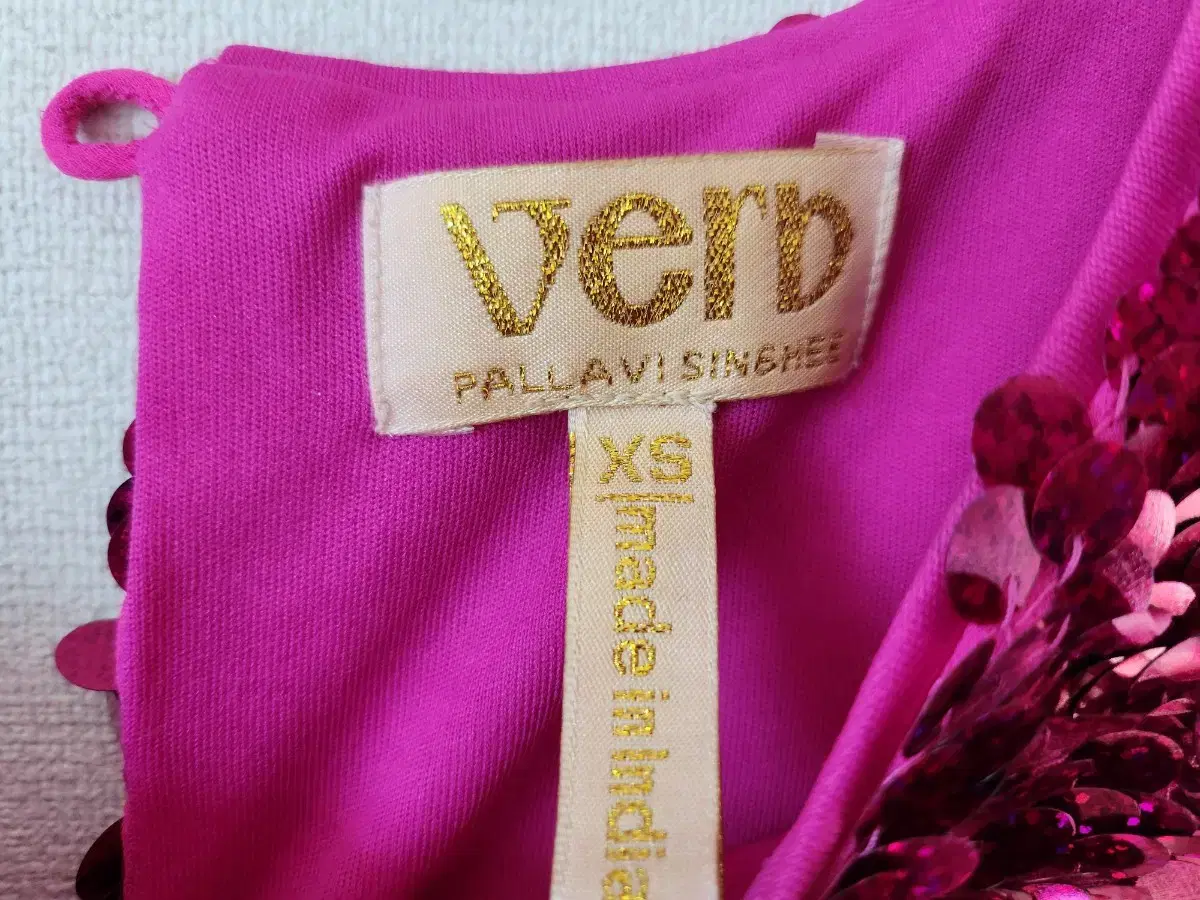 verb
PALLAVI SINGHEE
XS
made in India